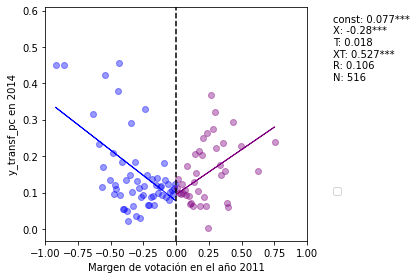 const: 0.077***
X: -0.28***
T: 0.018
XT: 0.527***
R: 0.106
N: 516
y_transf_pc en 2014
0.6
0.5
0.4
0.3
0.2
0.1
0.0
−1.00 −0.75 −0.50 −0.25 0.00 0.25 0.50 0.75 1.00
Margen de votación en el año 2011